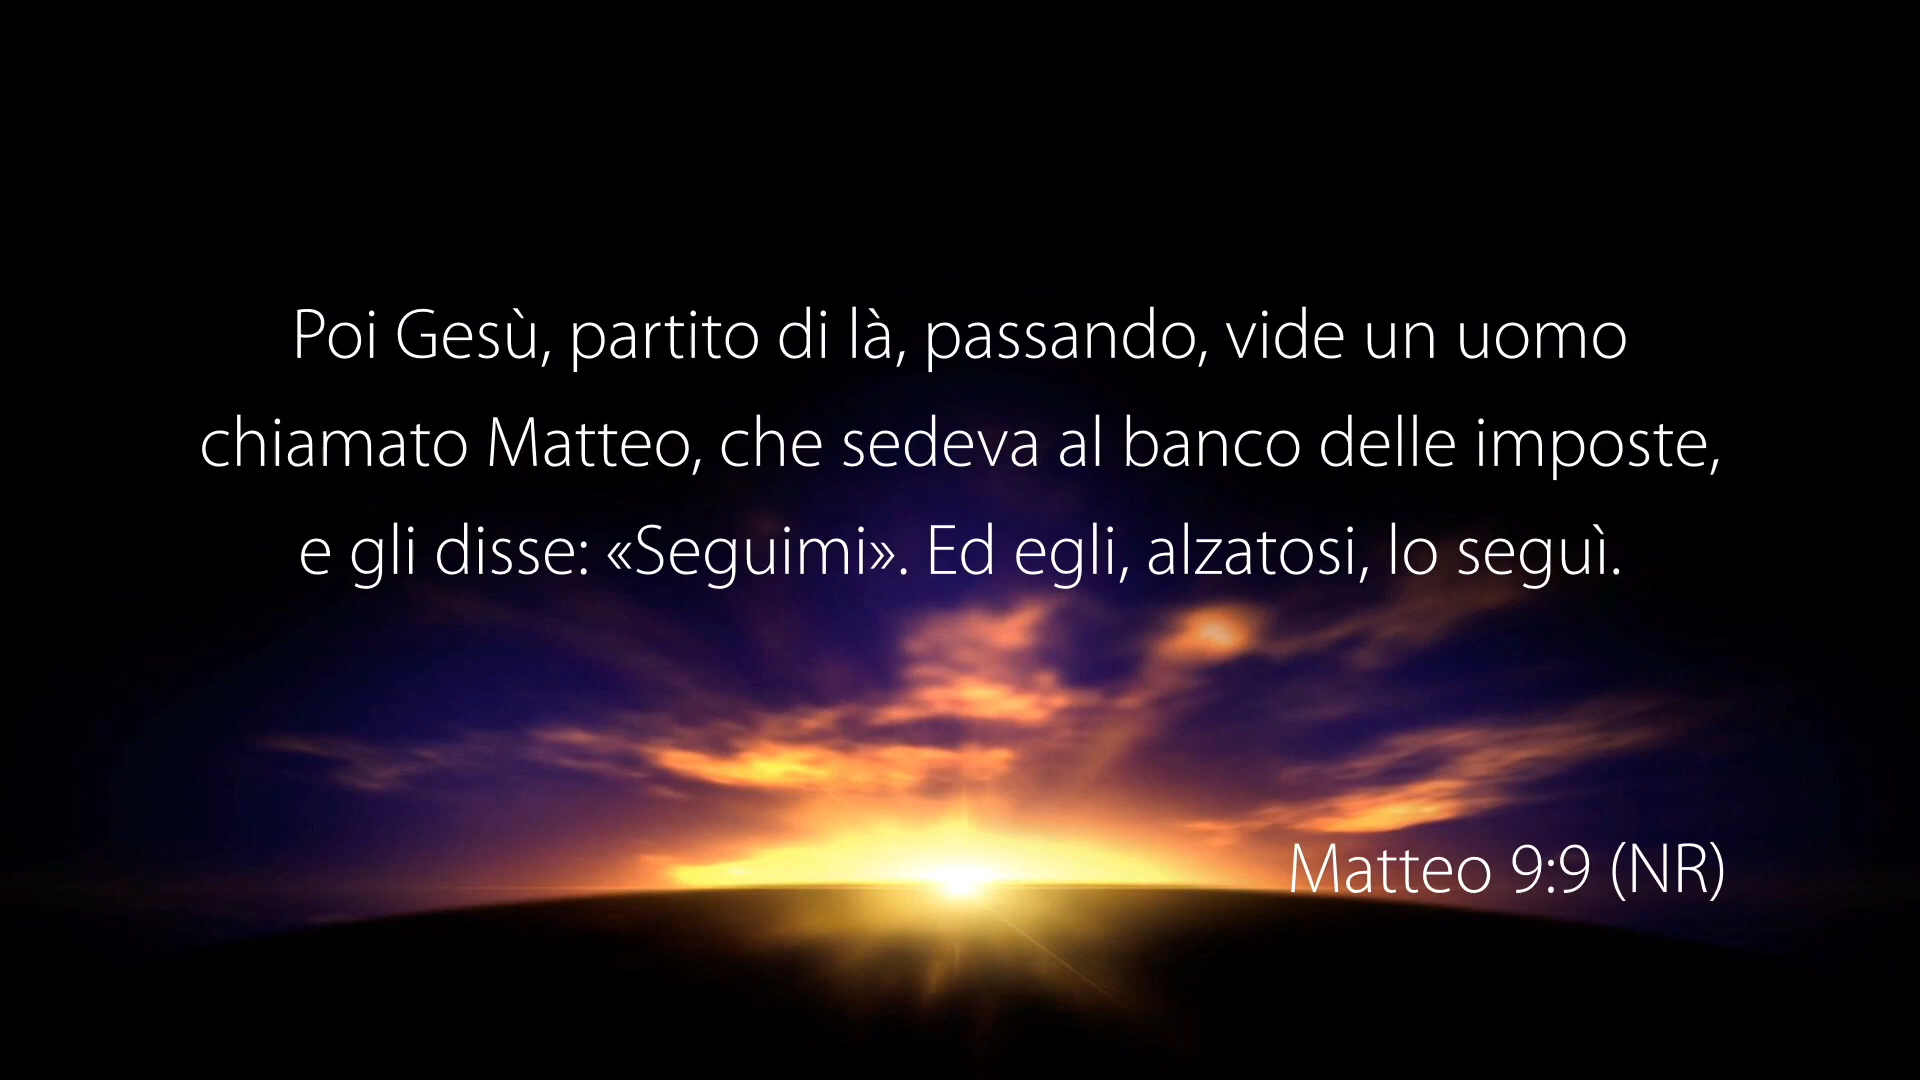 Poi Gesù, partito di là, passando, vide un uomo
chiamato Matteo, che sedeva al banco delle imposte,
e gli disse: «Seguimi». Ed egli, alzatosi, lo seguì.
Matteo 9:9 (NR)